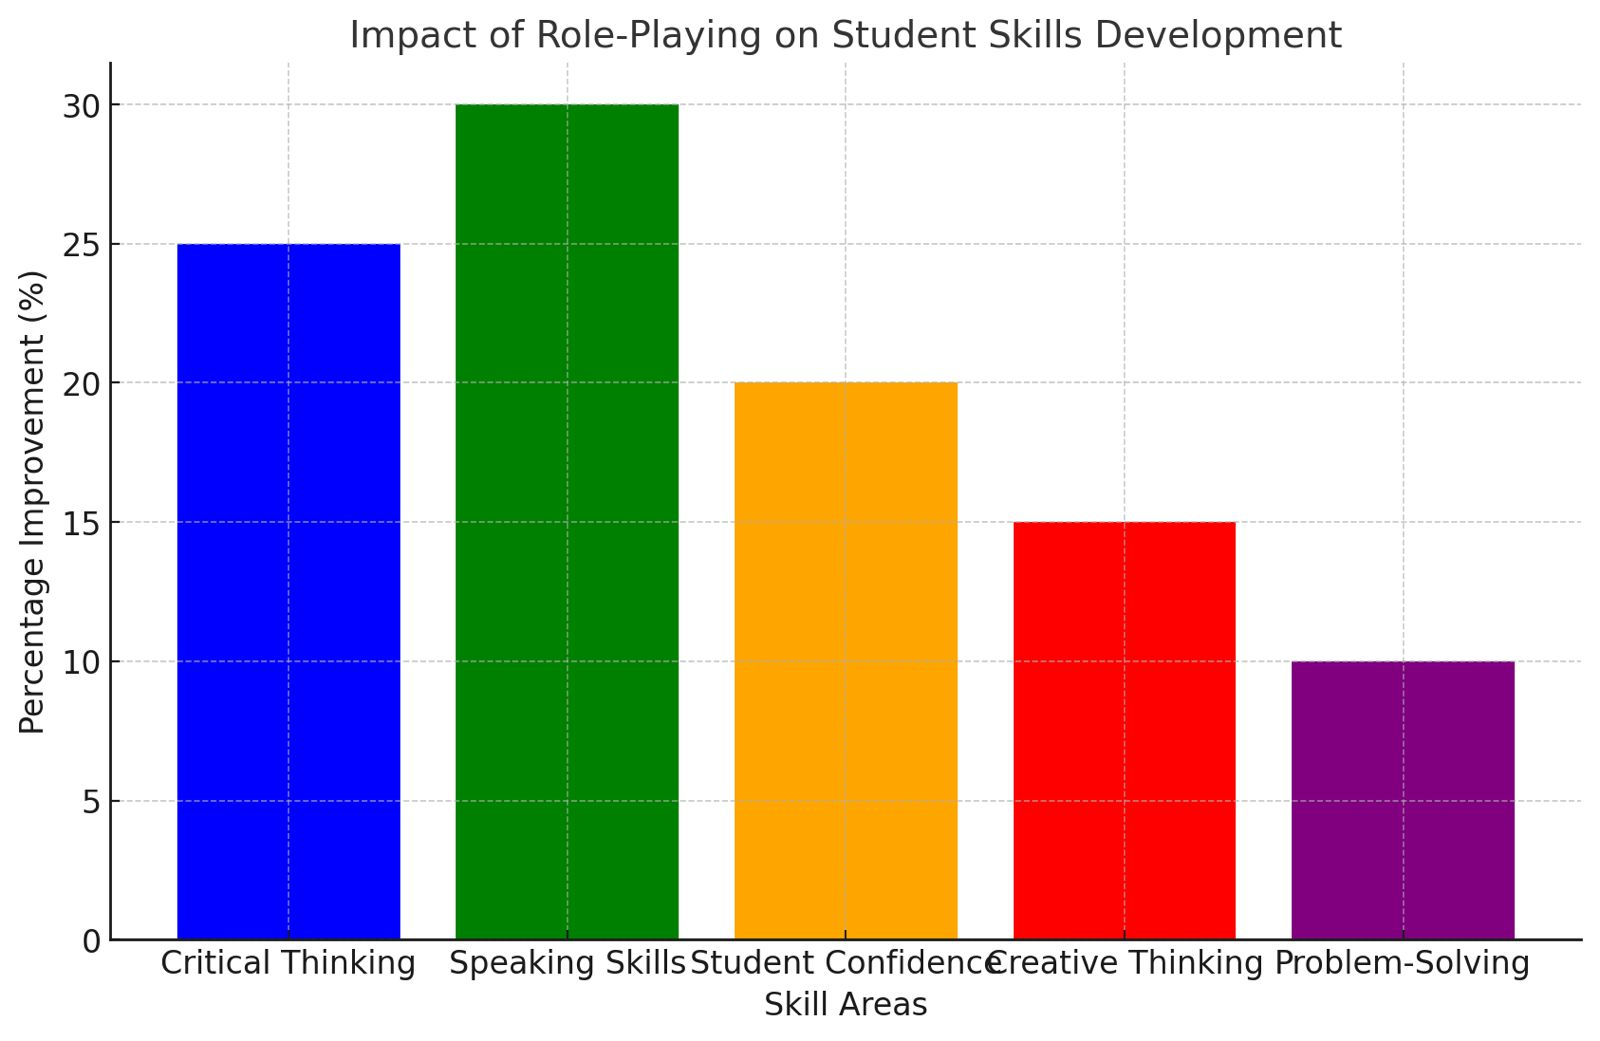 Impact of Role-Playing on Student Skills Development
Percentage Improvement (%)
30
25
20
15
10
5
0
Critical Thinking Speaking Skills Student Confidence Creative Thinking Problem-Solving
Skill Areas